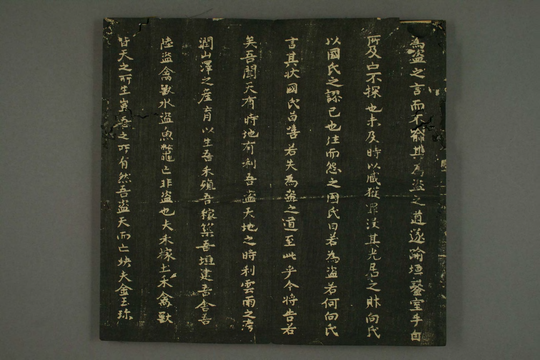 為盜之言而不喻其為盜之道遂踰垣鑿室手目
所及亡不探也未及時以贓獲罪沒其先居之財向氏
以國氏之謬己也往而怨之國氏曰若為盜若何向氏
言其狀國氏曰嘻若失為盜之道至此乎今將告若
矣吾聞天有時地有利吾盜天地之時利雲雨之滂
潤山澤之產育以生吾禾殖吾稼築吾垣建吾舍吾
陸盜禽獸水盜魚鼈亡非盜也夫禾稼土木禽獸
皆天之所生豈吾之所有然吾盜天而亡殃夫金玉珍